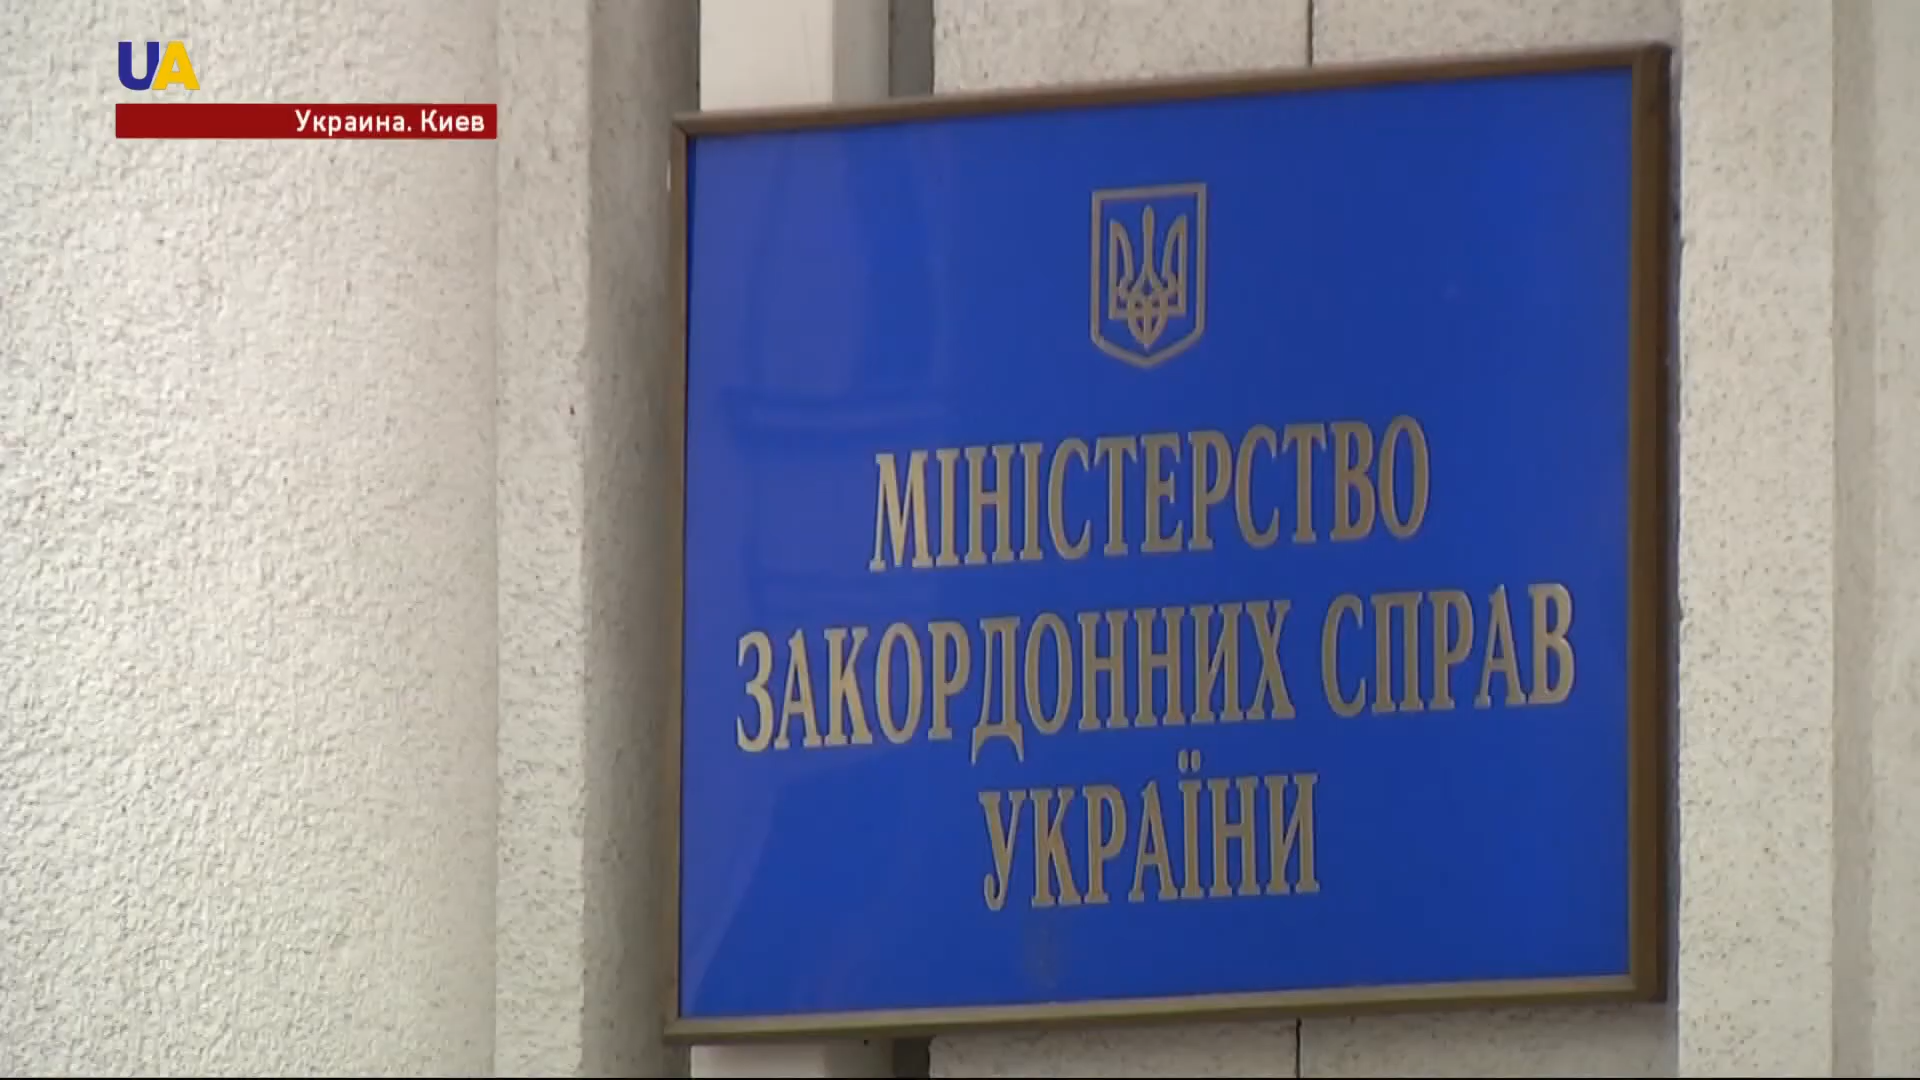 UA
Украина. Киев
МІНІСТЕРСТВО
ЗАКОРДОННИХ СПРАВ
УКРАЇНИ